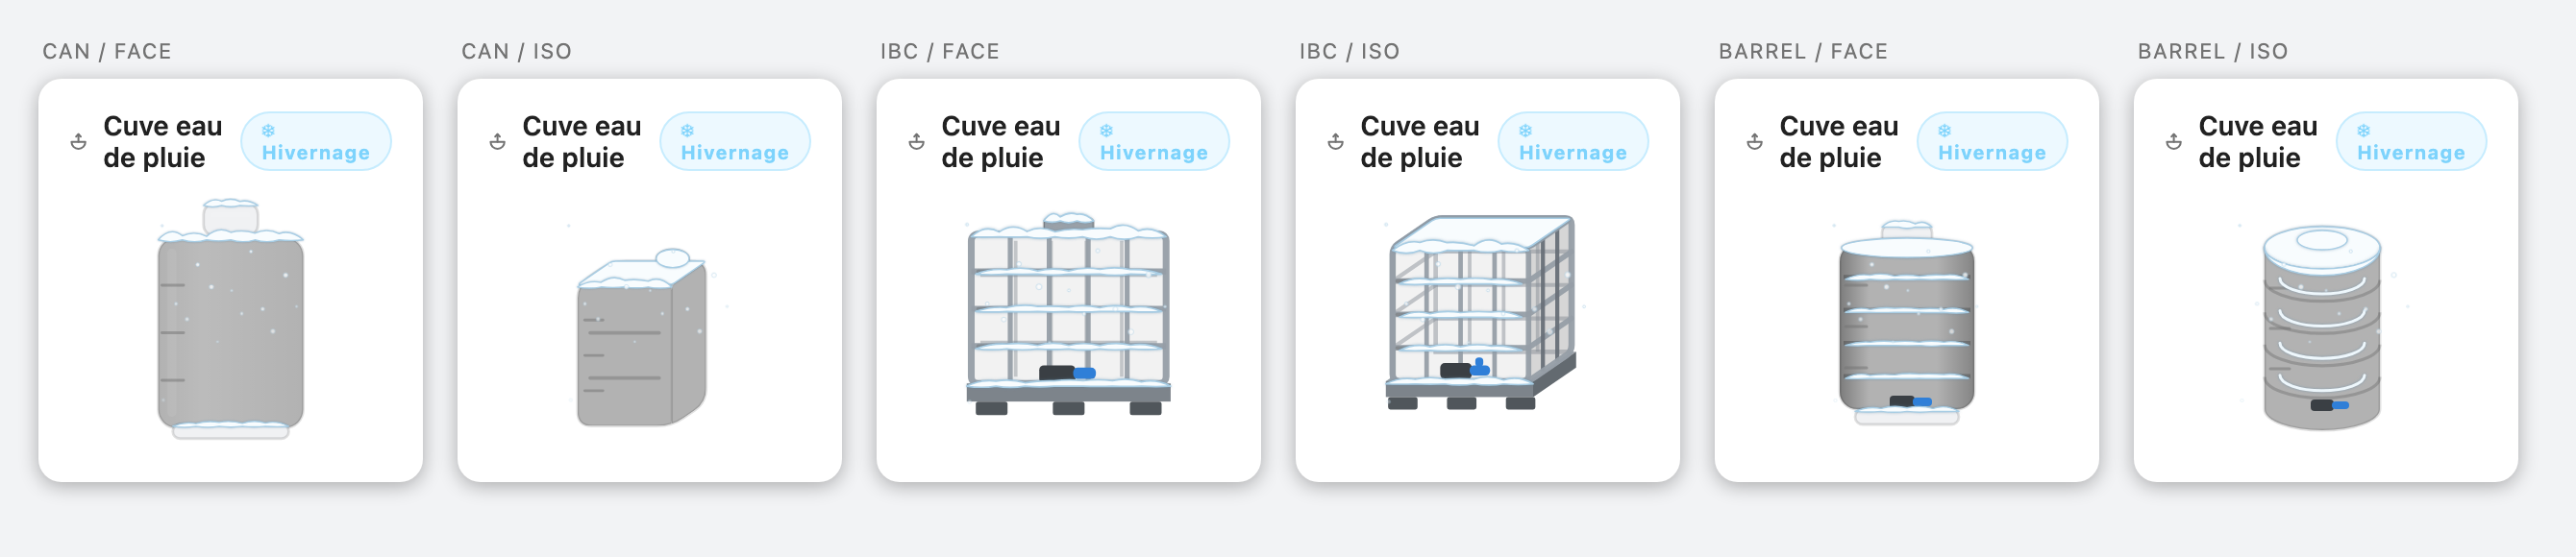 CAN / FACE
CAN / ISO
IBC / FACE
IBC / ISO
BARREL / FACE
BARREL / ISO
Cuve eau
de pluie
❄
Hivernage
Cuve eau
de pluie
❄
Hivernage
Cuve eau
de pluie
❄
Hivernage
Cuve eau
de pluie
❄
Hivernage
Cuve eau
de pluie
❄
Hivernage
Cuve eau
de pluie
❄
Hivernage